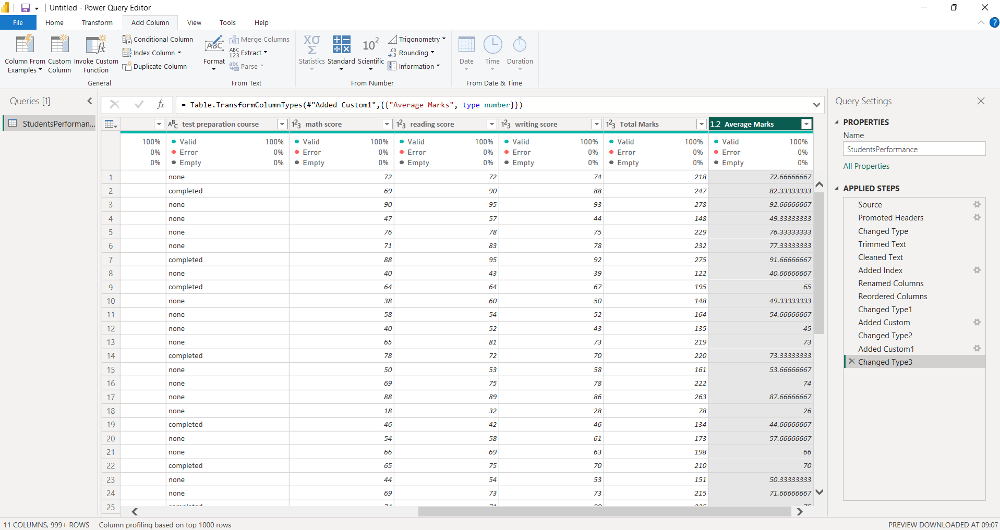 Untitled - Power Query Editor
File Home Transform Add Column View Tools Help
Column From Examples
Custom Column
Invoke Custom Function
Conditional Column
Index Column
Duplicate Column
General
ABC Format
Merge Columns
ABC 123 Extract
abc Parse
From Text
XΣ Statistics
Standard
10² Scientific
Trigonometry
.00 .0 Rounding
Information
From Number
Date
Time
Duration
From Date & Time
Queries [1]
StudentsPerforman...
fx = Table.TransformColumnTypes(#"Added Custom1",{{"Average Marks", type number}})
ABC test preparation course 123 math score 123 reading score 123 writing score 123 Total Marks 1.2 Average Marks
100% Valid 100% Valid 100% Valid 100% Valid 100% Valid 100% Valid 100%
0% Error 0% Error 0% Error 0% Error 0% Error 0% Error 0%
0% Empty 0% Empty 0% Empty 0% Empty 0% Empty 0% Empty 0%
1 none 72 72 74 218 72.66666667
2 completed 69 90 88 247 82.33333333
3 none 90 95 93 278 92.66666667
4 none 47 57 44 148 49.33333333
5 none 76 78 75 229 76.33333333
6 none 71 83 78 232 77.33333333
7 completed 88 95 92 275 91.66666667
8 none 40 43 39 122 40.66666667
9 completed 64 64 67 195 65
10 none 38 60 50 148 49.33333333
11 none 58 54 52 164 54.66666667
12 none 40 52 43 135 45
13 none 65 81 73 219 73
14 completed 78 72 70 220 73.33333333
15 none 50 53 58 161 53.66666667
16 none 69 75 78 222 74
17 none 88 89 86 263 87.66666667
18 none 18 32 28 78 26
19 completed 46 42 46 134 44.66666667
20 none 54 58 61 173 57.66666667
21 none 66 69 63 198 66
22 completed 65 75 70 210 70
23 none 44 54 53 151 50.33333333
24 none 69 73 73 215 71.66666667
25
Query Settings
PROPERTIES
Name
StudentsPerformance
All Properties
APPLIED STEPS
Source
Promoted Headers
Changed Type
Trimmed Text
Cleaned Text
Added Index
Renamed Columns
Reordered Columns
Changed Type1
Added Custom
Changed Type2
Added Custom1
Changed Type3
11 COLUMNS, 999+ ROWS Column profiling based on top 1000 rows
PREVIEW DOWNLOADED AT 09:07